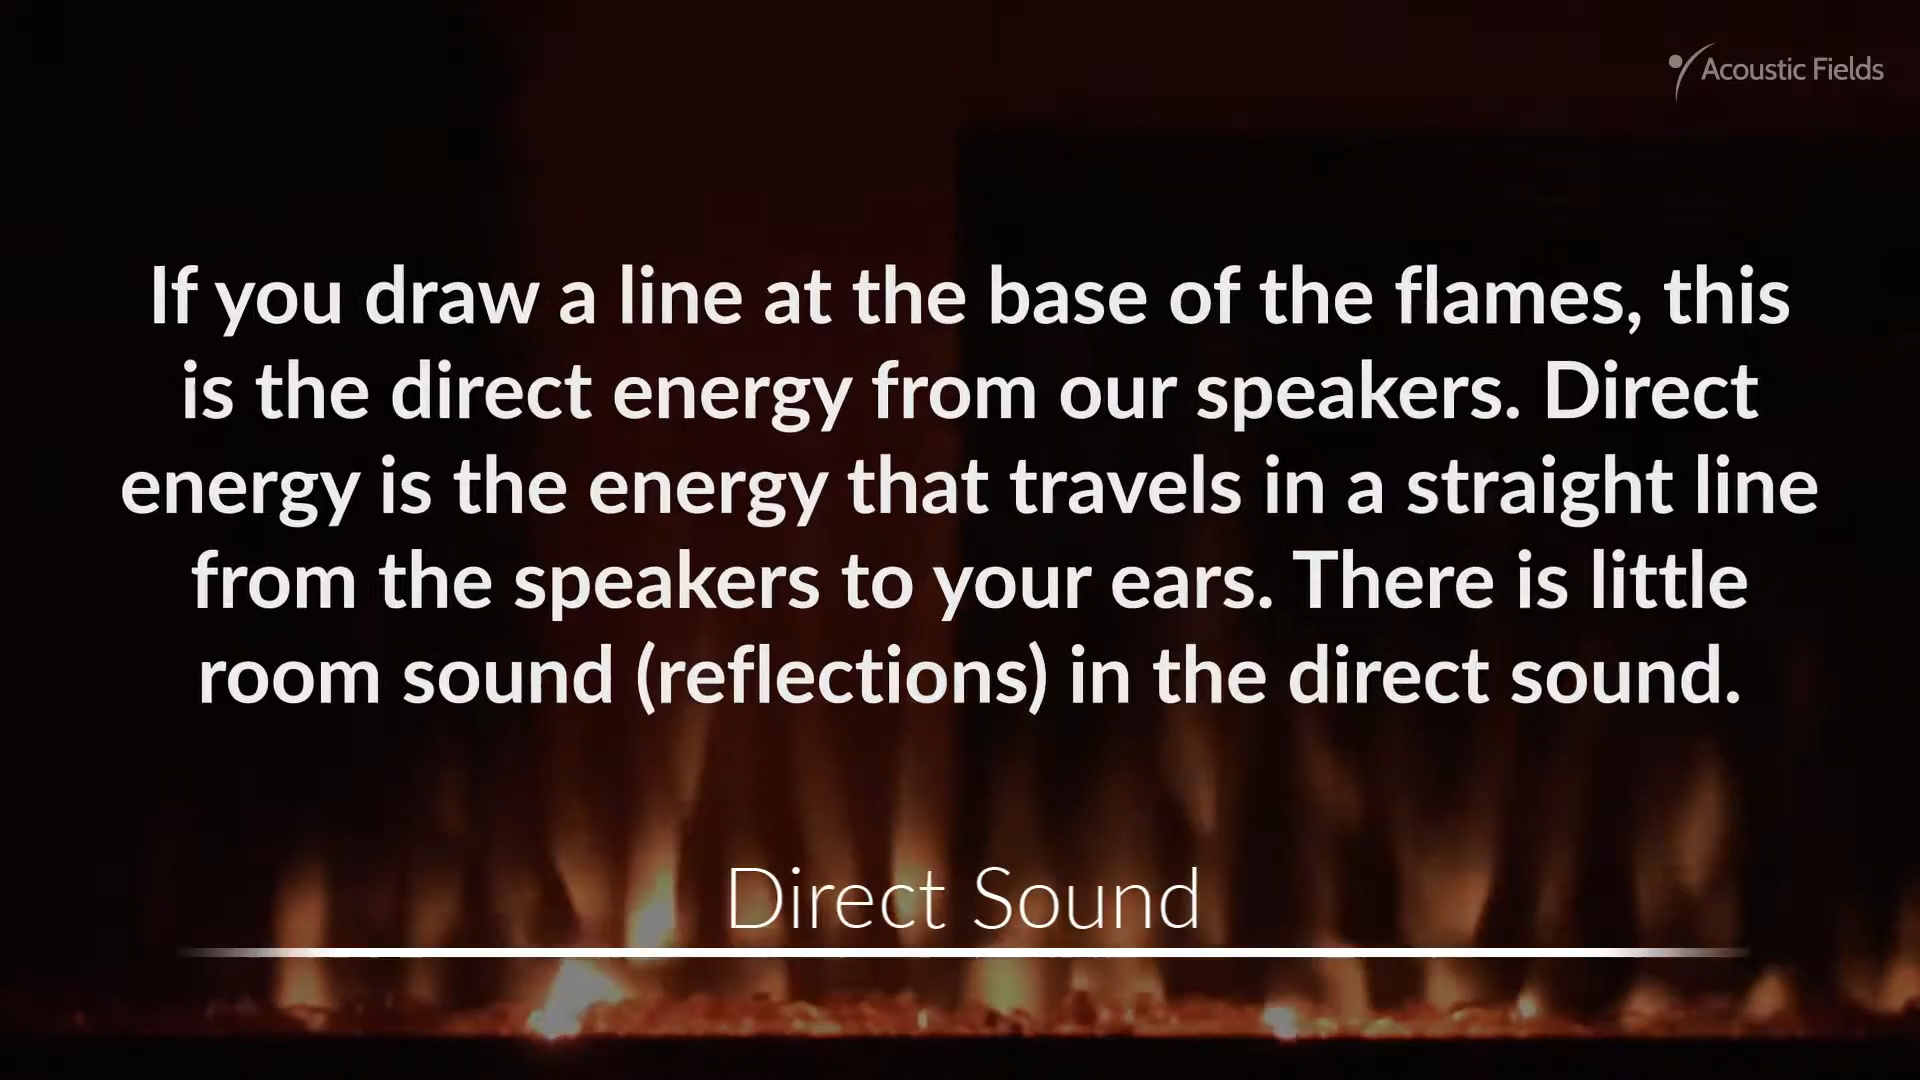 Acoustic Fields
If you draw a line at the base of the flames, this
is the direct energy from our speakers. Direct
energy is the energy that travels in a straight line
from the speakers to your ears. There is little
room sound (reflections) in the direct sound.
Direct Sound